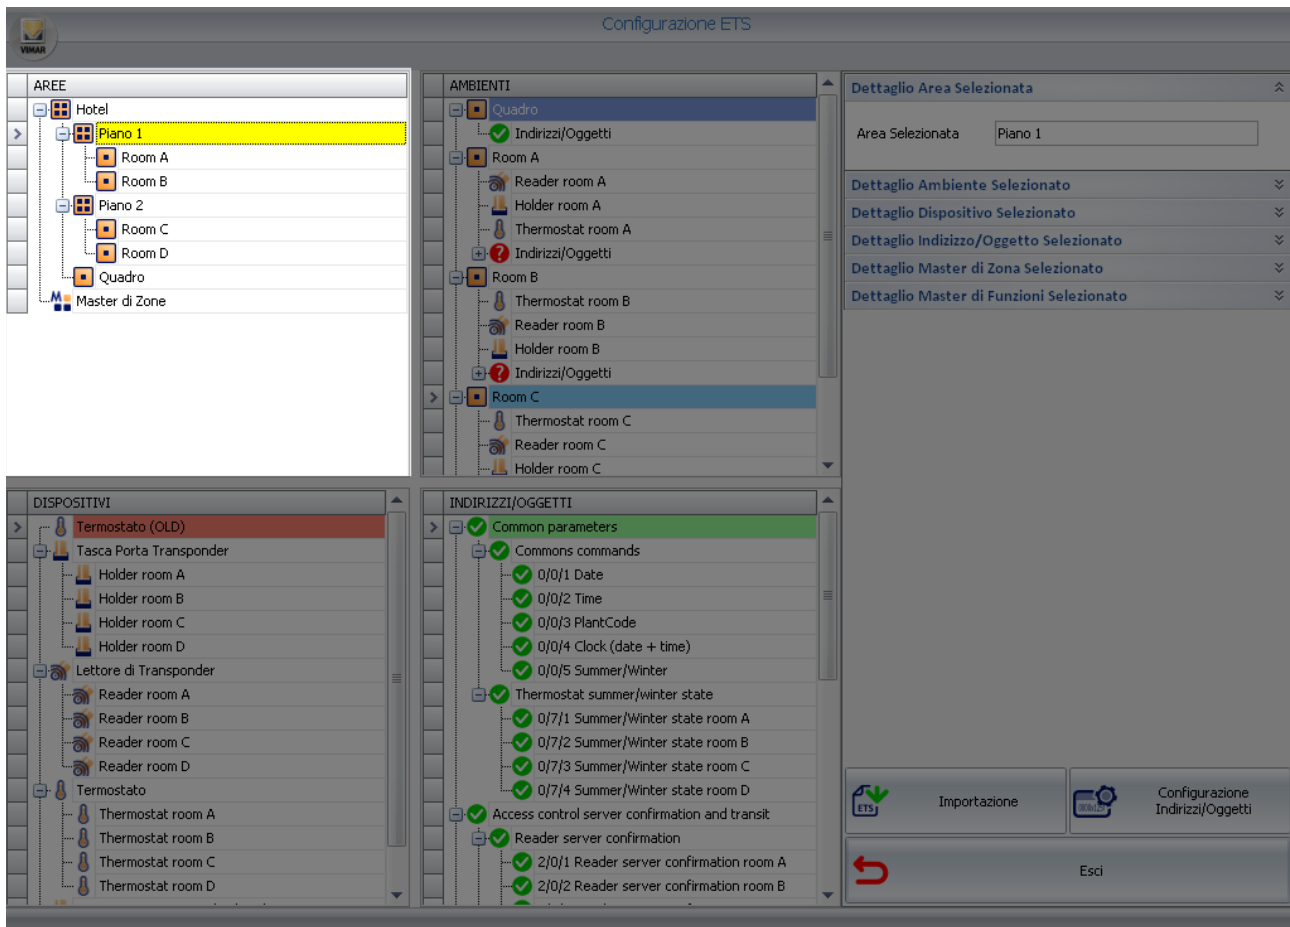 Configurazione ETS
VIMAR
AREE
Hotel
Piano 1
Room A
Room B
Piano 2
Room C
Room D
Quadro
Master di Zone
AMBIENTI
Quadro
Indirizzi/Oggetti
Room A
Reader room A
Holder room A
Thermostat room A
Indirizzi/Oggetti
Room B
Thermostat room B
Reader room B
Holder room B
Indirizzi/Oggetti
Room C
Thermostat room C
Reader room C
Holder room C
Dettaglio Area Selezionata
Area Selezionata
Piano 1
Dettaglio Ambiente Selezionato
Dettaglio Dispositivo Selezionato
Dettaglio Indizizzo/Oggetto Selezionato
Dettaglio Master di Zona Selezionato
Dettaglio Master di Funzioni Selezionato
DISPOSITIVI
Termostato (OLD)
Tasca Porta Transponder
Holder room A
Holder room B
Holder room C
Holder room D
Lettore di Transponder
Reader room A
Reader room B
Reader room C
Reader room D
Termostato
Thermostat room A
Thermostat room B
Thermostat room C
Thermostat room D
INDIRIZZI/OGGETTI
Common parameters
Commons commands
0/0/1 Date
0/0/2 Time
0/0/3 PlantCode
0/0/4 Clock (date + time)
0/0/5 Summer/Winter
Thermostat summer/winter state
0/7/1 Summer/Winter state room A
0/7/2 Summer/Winter state room B
0/7/3 Summer/Winter state room C
0/7/4 Summer/Winter state room D
Access control server confirmation and transit
Reader server confirmation
2/0/1 Reader server confirmation room A
2/0/2 Reader server confirmation room B
ETS
Importazione
Configurazione
Indirizzi/Oggetti
Esci